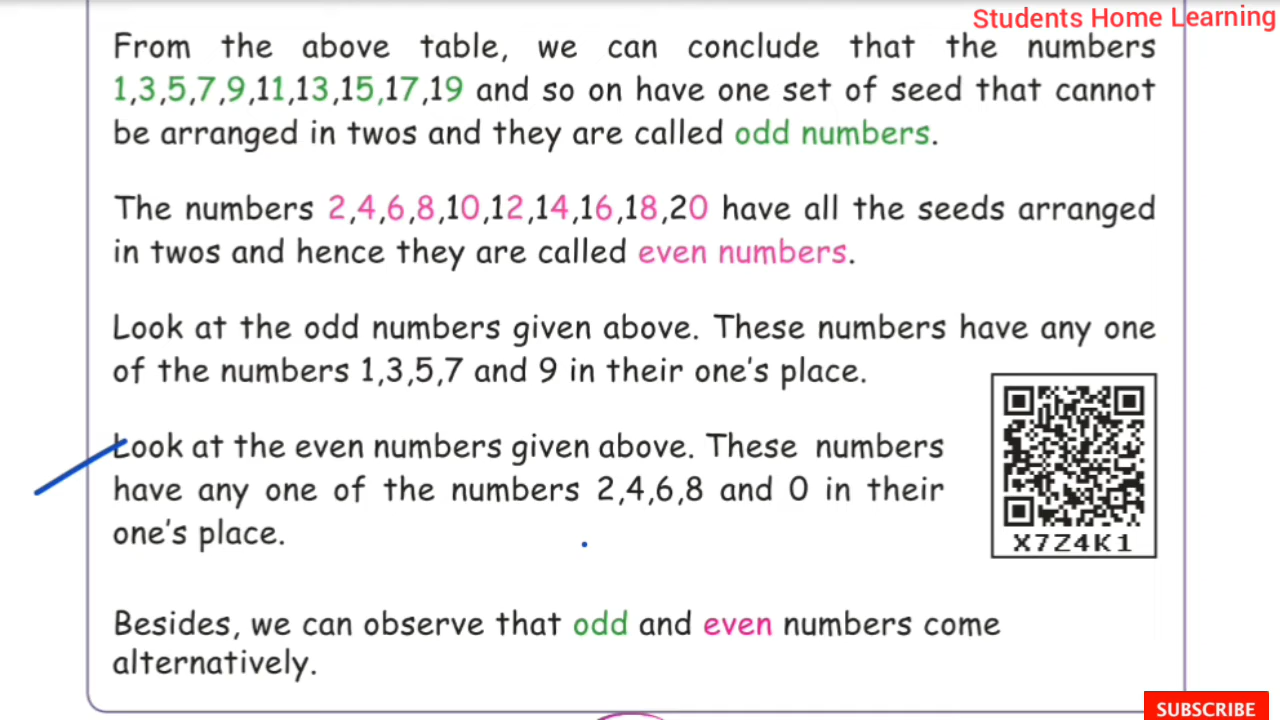 Students Home Learning
From the above table, we can conclude that the numbers
1,3,5,7,9,11,13,15,17,19 and so on have one set of seed that cannot
be arranged in twos and they are called odd numbers.
The numbers 2,4,6,8,10,12,14,16,18,20 have all the seeds arranged
in twos and hence they are called even numbers.
Look at the odd numbers given above. These numbers have any one
of the numbers 1,3,5,7 and 9 in their one's place.
Look at the even numbers given above. These numbers
have any one of the numbers 2,4,6,8 and 0 in their
one's place.
X7Z4K1
Besides, we can observe that odd and even numbers come
alternatively.
SUBSCRIBE